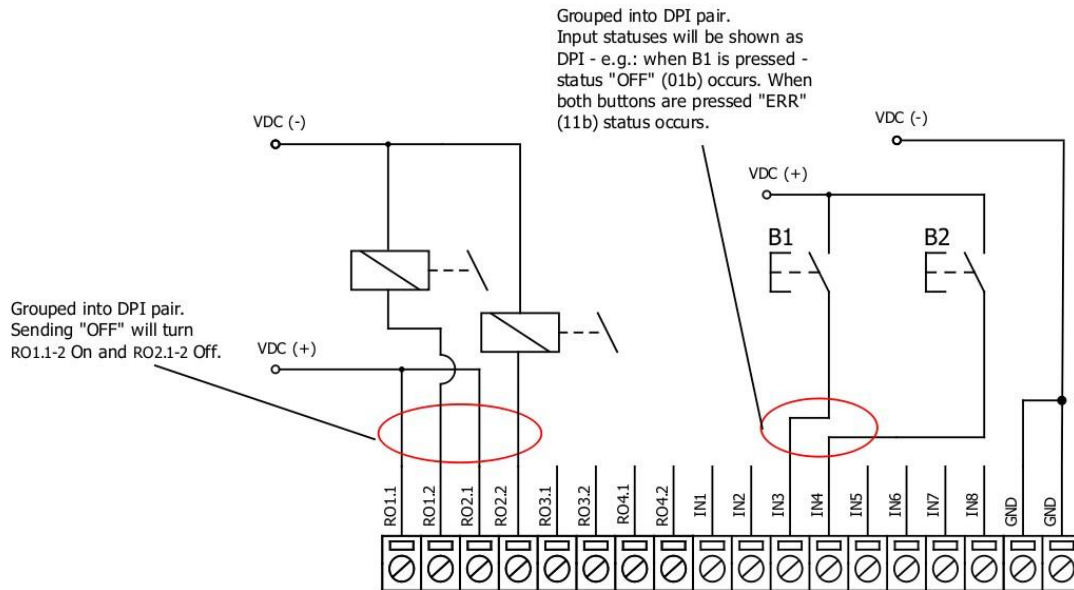 Grouped into DPI pair.
Input statuses will be shown as
DPI - e.g.: when B1 is pressed -
status "OFF" (01b) occurs. When
both buttons are pressed "ERR"
(11b) status occurs.
VDC (-)
VDC (-)
VDC (+)
B1
B2
Grouped into DPI pair.
Sending "OFF" will turn
RO1.1-2 On and RO2.1-2 Off.
VDC (+)
RO1.1
RO1.2
RO2.1
RO2.2
RO3.1
RO3.2
RO4.1
RO4.2
IN1
IN2
IN3
IN4
IN5
IN6
IN7
IN8
GND
GND